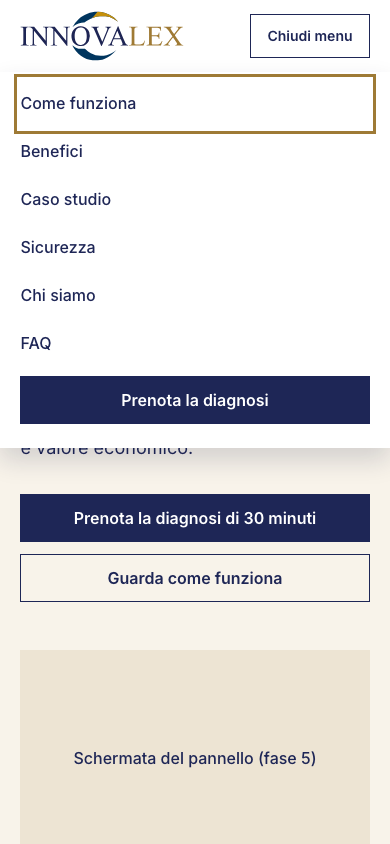 INNOVALEX
Chiudi menu
Come funziona
Benefici
Caso studio
Sicurezza
Chi siamo
FAQ
Prenota la diagnosi
e valore economico.
Prenota la diagnosi di 30 minuti
Guarda come funziona
Schermata del pannello (fase 5)